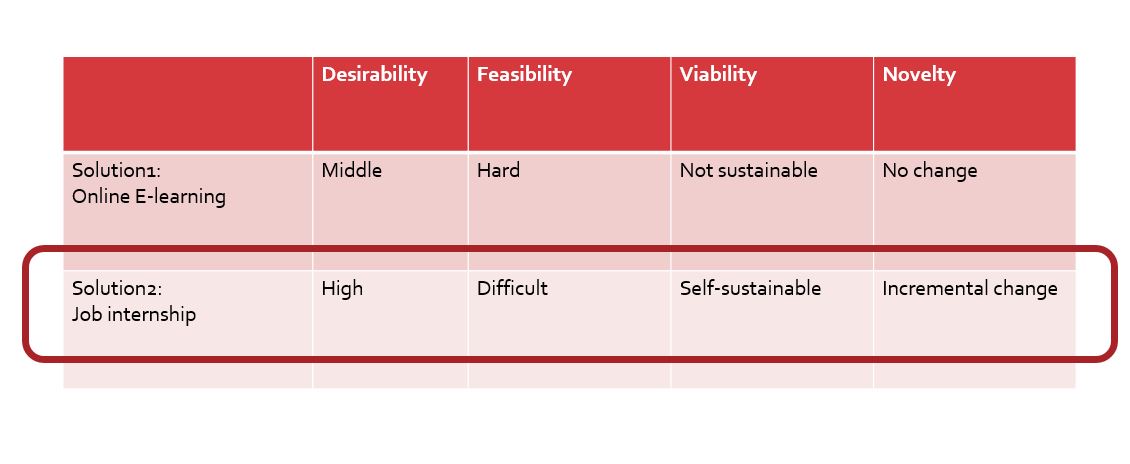 Desirability Feasibility Viability Novelty
Solution1: Middle Hard Not sustainable No change
Online E-learning
Solution2: High Difficult Self-sustainable Incremental change
Job internship